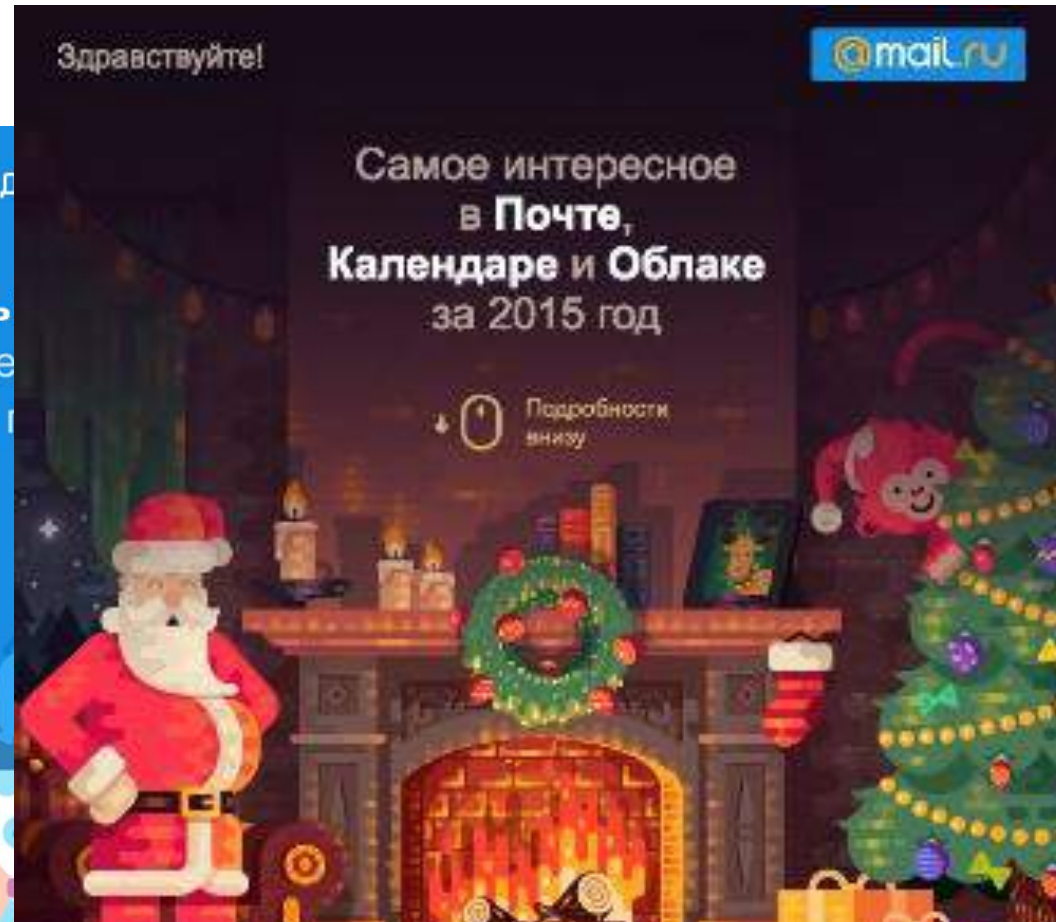 Здравствуйте!
@mail.ru
Самое интересное
в Почте,
Календаре и Облаке
за 2015 год
Подробности
внизу